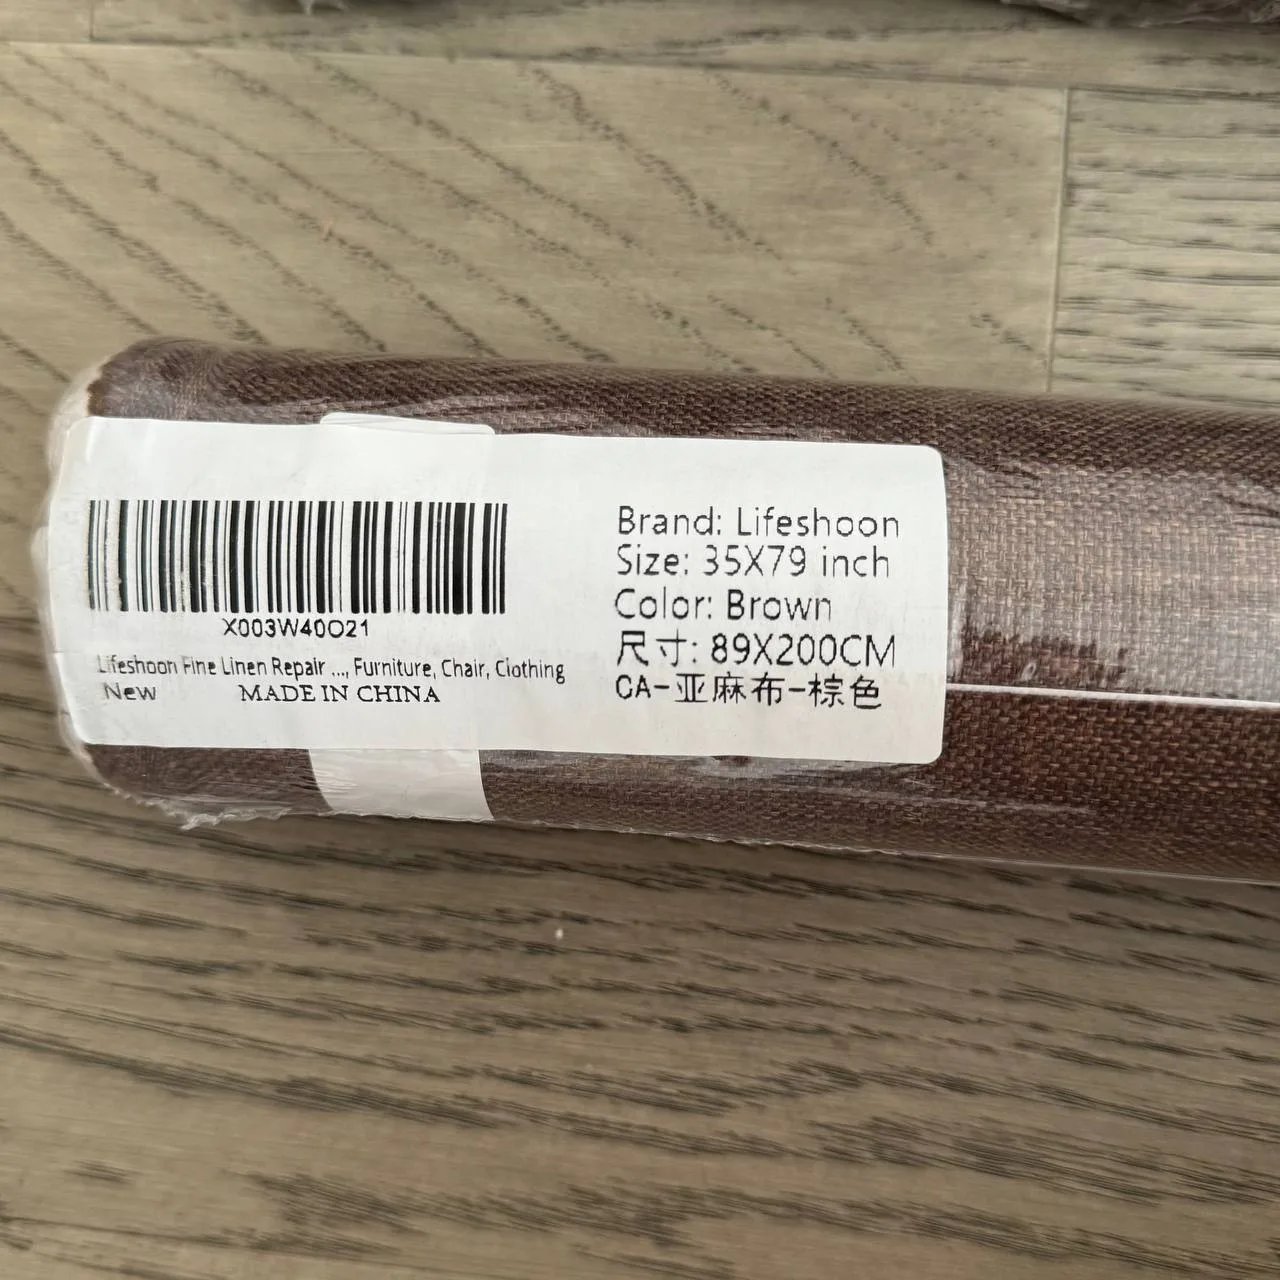 X003W40O21
Lifeshoon Fine Linen Repair ..., Furniture, Chair, Clothing
New MADE IN CHINA
Brand: Lifeshoon
Size: 35X79 inch
Color: Brown
尺寸: 89X200CM
CA-亚麻布-棕色